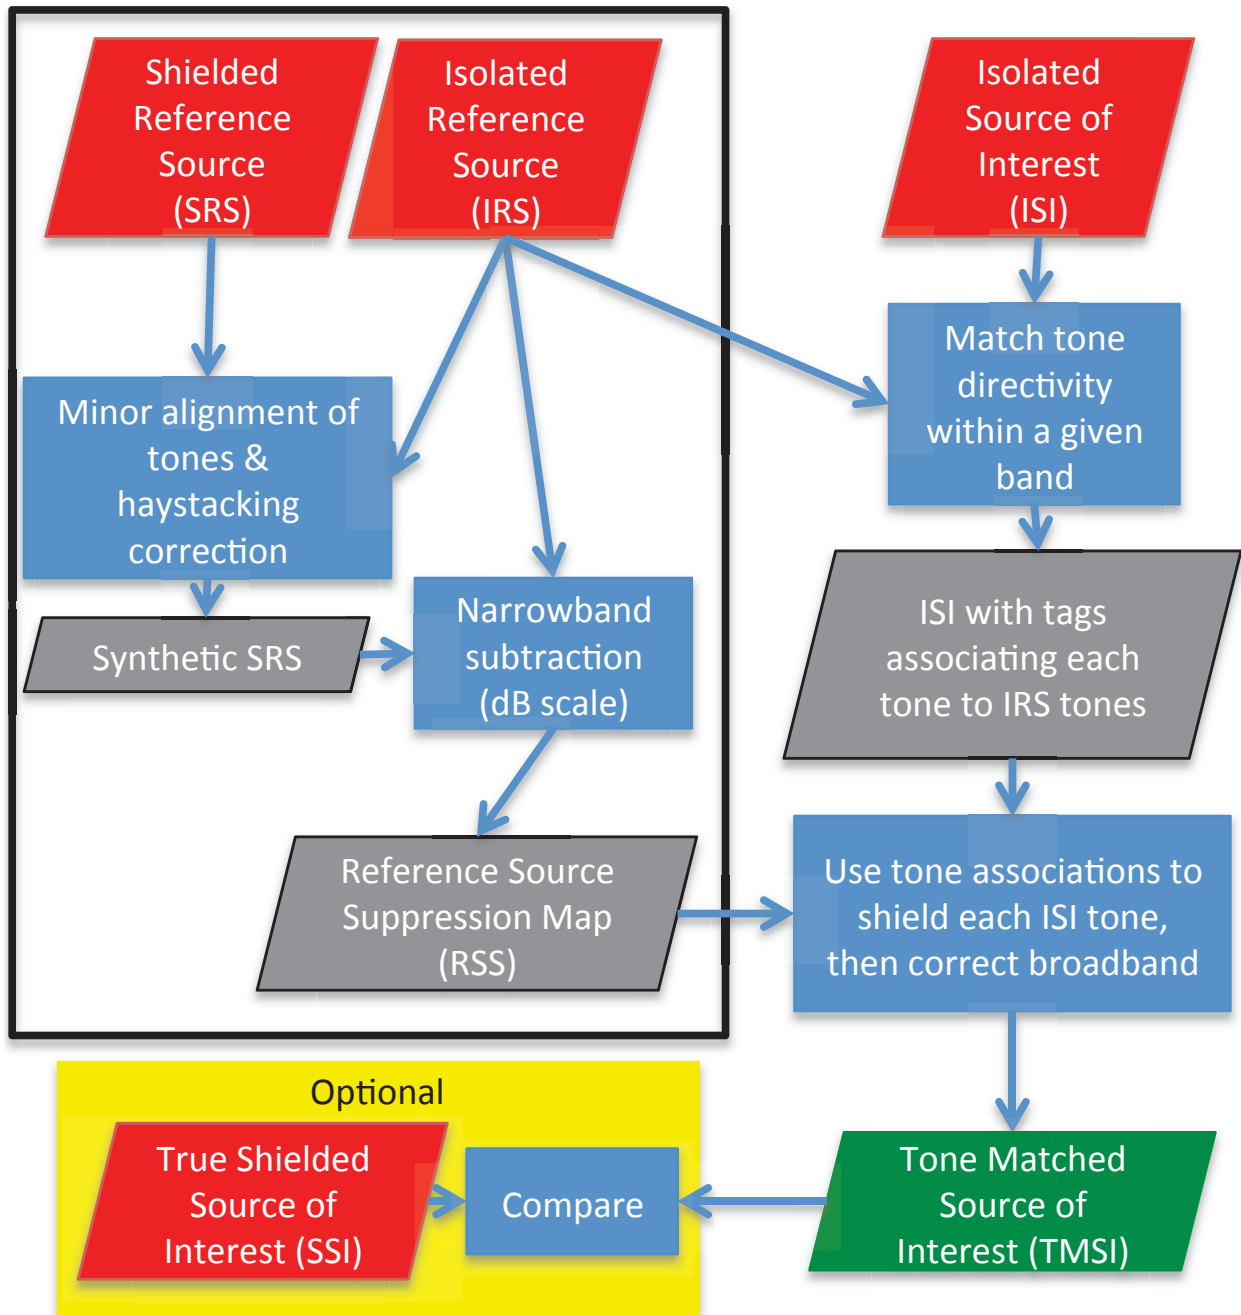 Shielded
Reference
Source
(SRS)
Isolated
Reference
Source
(IRS)
Isolated
Source of
Interest
(ISI)
Match tone
directivity
within a given
band
Minor alignment of
tones &
haystacking
correction
Synthetic SRS
Narrowband
subtraction
(dB scale)
ISI with tags
associating each
tone to IRS tones
Reference Source
Suppression Map
(RSS)
Use tone associations to
shield each ISI tone,
then correct broadband
Optional
True Shielded
Source of
Interest (SSI)
Compare
Tone Matched
Source of
Interest (TMSI)